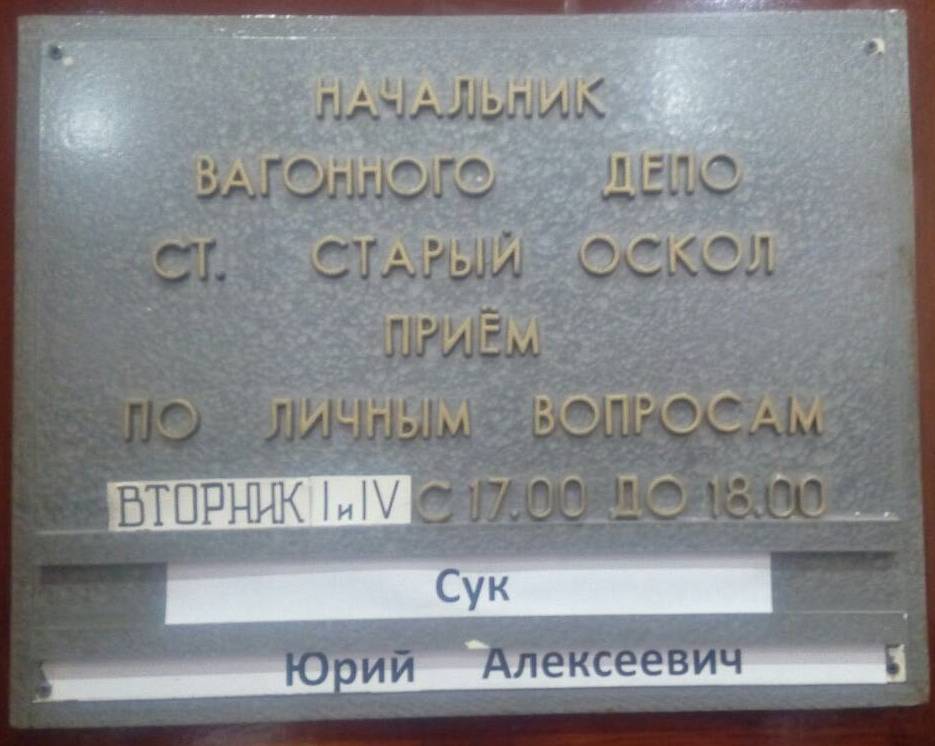 НАЧАЛЬНИК
ВАГОННОГО ДЕПО
СТ. СТАРЫЙ ОСКОЛ
ПРИЁМ
ПО ЛИЧНЫМ ВОПРОСАМ
ВТОРНИК I и IV С 17.00 ДО 18.00
Сук
Юрий Алексеевич